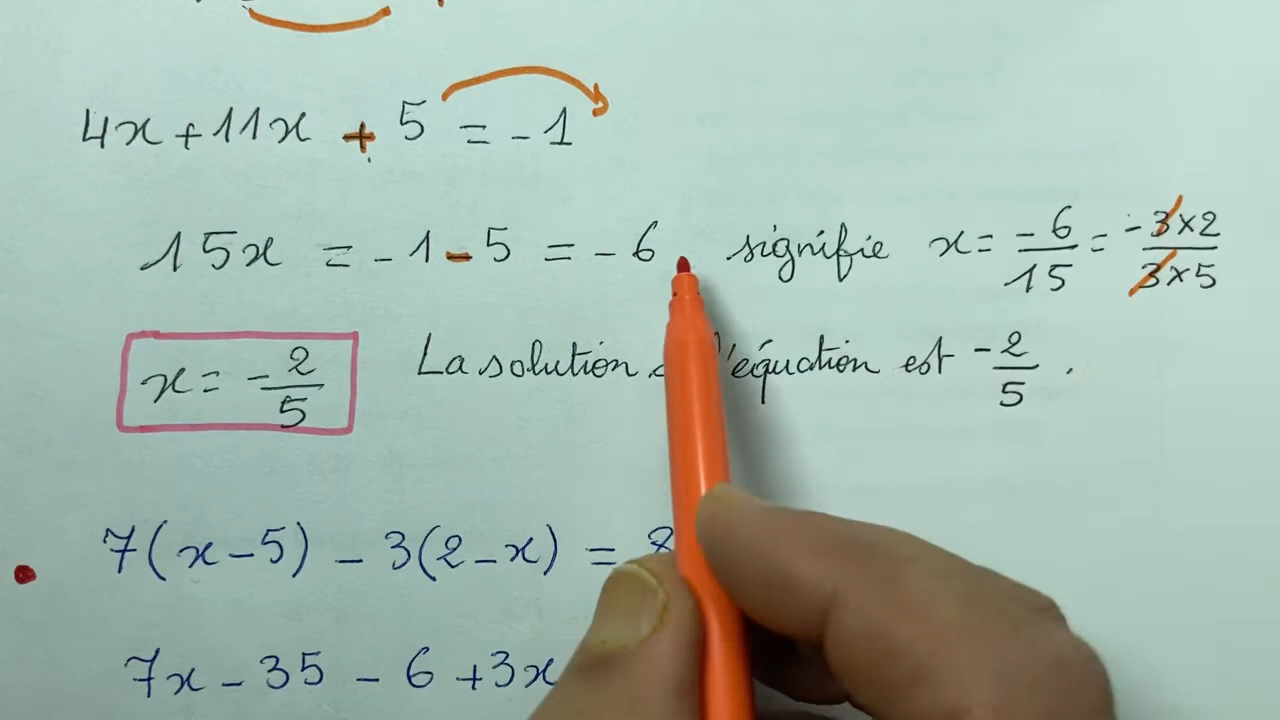 4x + 11x + 5 = -1
15x = -1 - 5 = -6 signifie x = -6/15 = -3×2/3×5
x = -2/5 La solution l'équation est -2/5 .
7(x - 5) - 3(2 - x) =
7x - 35 - 6 + 3x